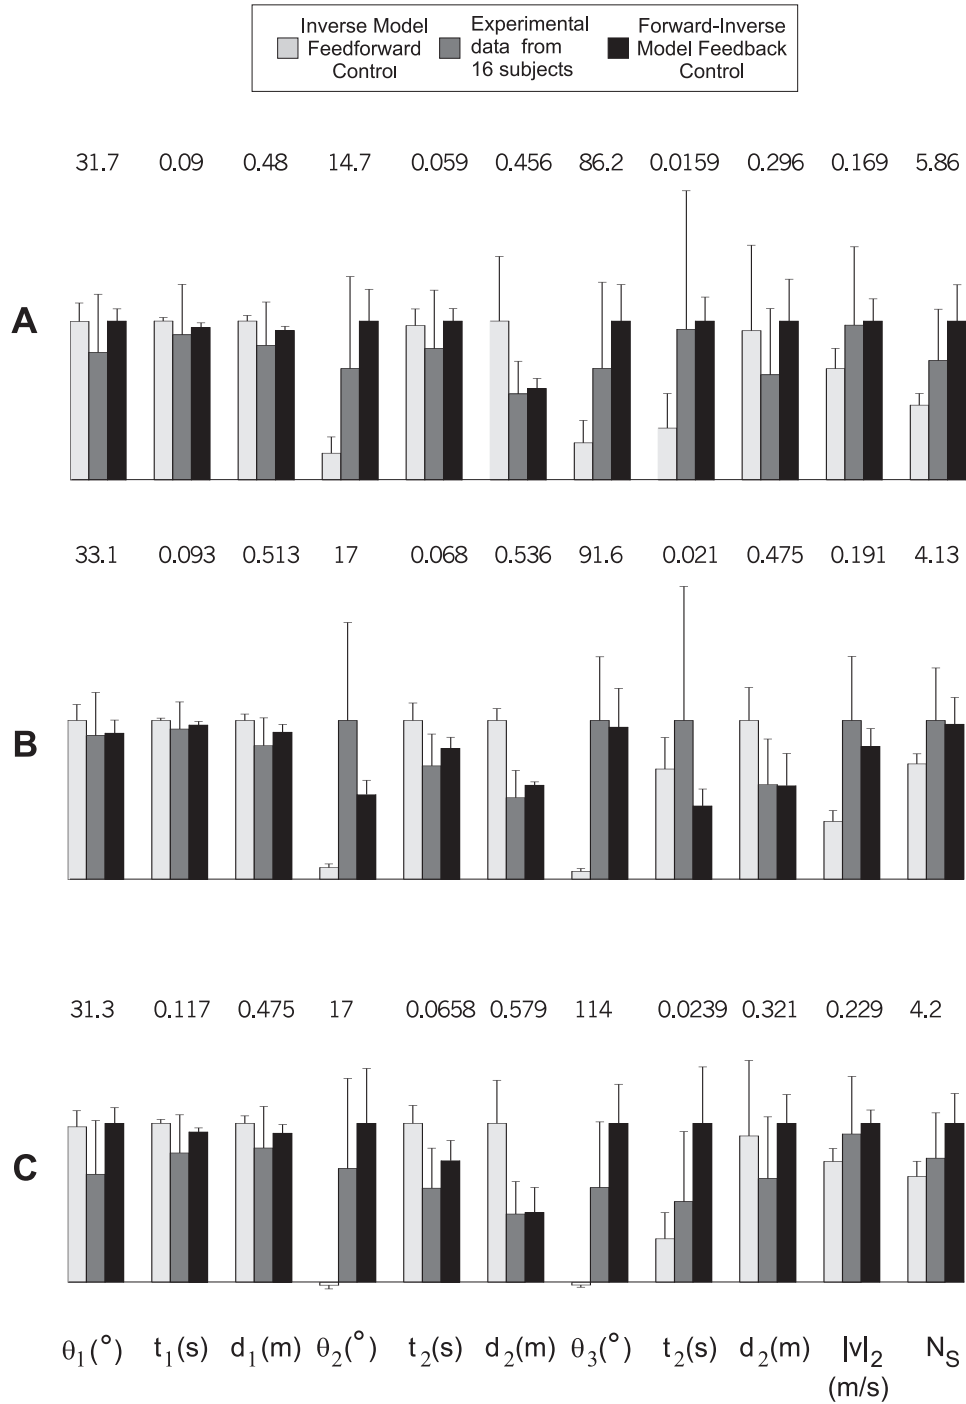 Inverse Model
Feedforward
Control
Experimental
data from
16 subjects
Forward-Inverse
Model Feedback
Control
31.7 0.09 0.48 14.7 0.059 0.456 86.2 0.0159 0.296 0.169 5.86
A
33.1 0.093 0.513 17 0.068 0.536 91.6 0.021 0.475 0.191 4.13
B
31.3 0.117 0.475 17 0.0658 0.579 114 0.0239 0.321 0.229 4.2
C
θ1(°) t1(s) d1(m) θ2(°) t2(s) d2(m) θ3(°) t2(s) d2(m) |v|2 NS
(m/s)